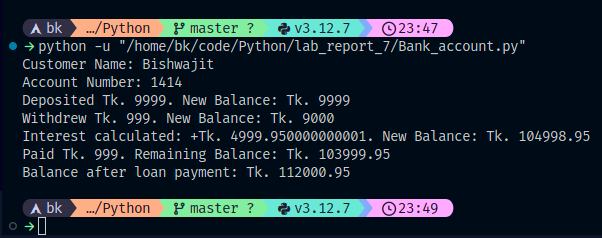 bk …/Python master ? v3.12.7 23:47
→python -u "/home/bk/code/Python/lab_report_7/Bank_account.py"
Customer Name: Bishwajit
Account Number: 1414
Deposited Tk. 9999. New Balance: Tk. 9999
Withdrew Tk. 999. New Balance: Tk. 9000
Interest calculated: +Tk. 4999.950000000001. New Balance: Tk. 104998.95
Paid Tk. 999. Remaining Balance: Tk. 103999.95
Balance after loan payment: Tk. 112000.95
bk …/Python master ? v3.12.7 23:49
→